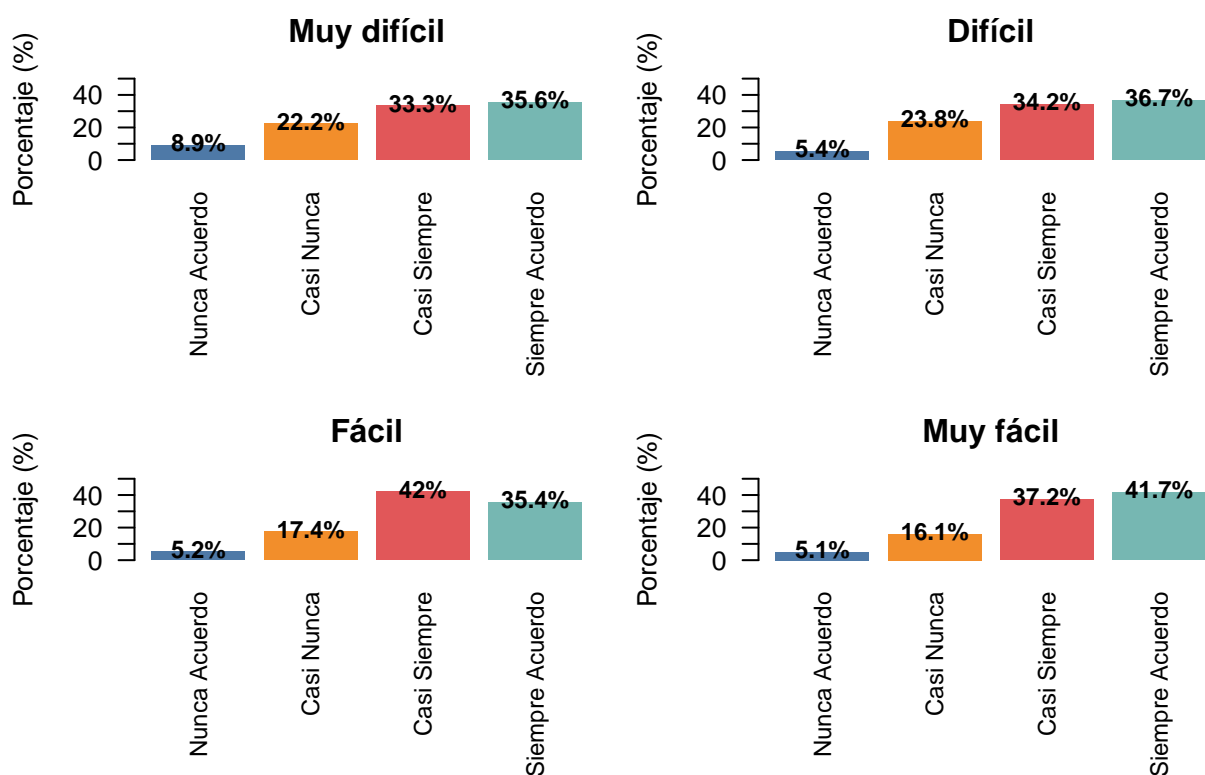 Muy difícil
Porcentaje (%)
40
20
0
8.9%
22.2%
33.3%
35.6%
Nunca Acuerdo
Casi Nunca
Casi Siempre
Siempre Acuerdo
Difícil
Porcentaje (%)
40
20
0
5.4%
23.8%
34.2%
36.7%
Nunca Acuerdo
Casi Nunca
Casi Siempre
Siempre Acuerdo
Fácil
Porcentaje (%)
40
20
0
5.2%
17.4%
42%
35.4%
Nunca Acuerdo
Casi Nunca
Casi Siempre
Siempre Acuerdo
Muy fácil
Porcentaje (%)
40
20
0
5.1%
16.1%
37.2%
41.7%
Nunca Acuerdo
Casi Nunca
Casi Siempre
Siempre Acuerdo